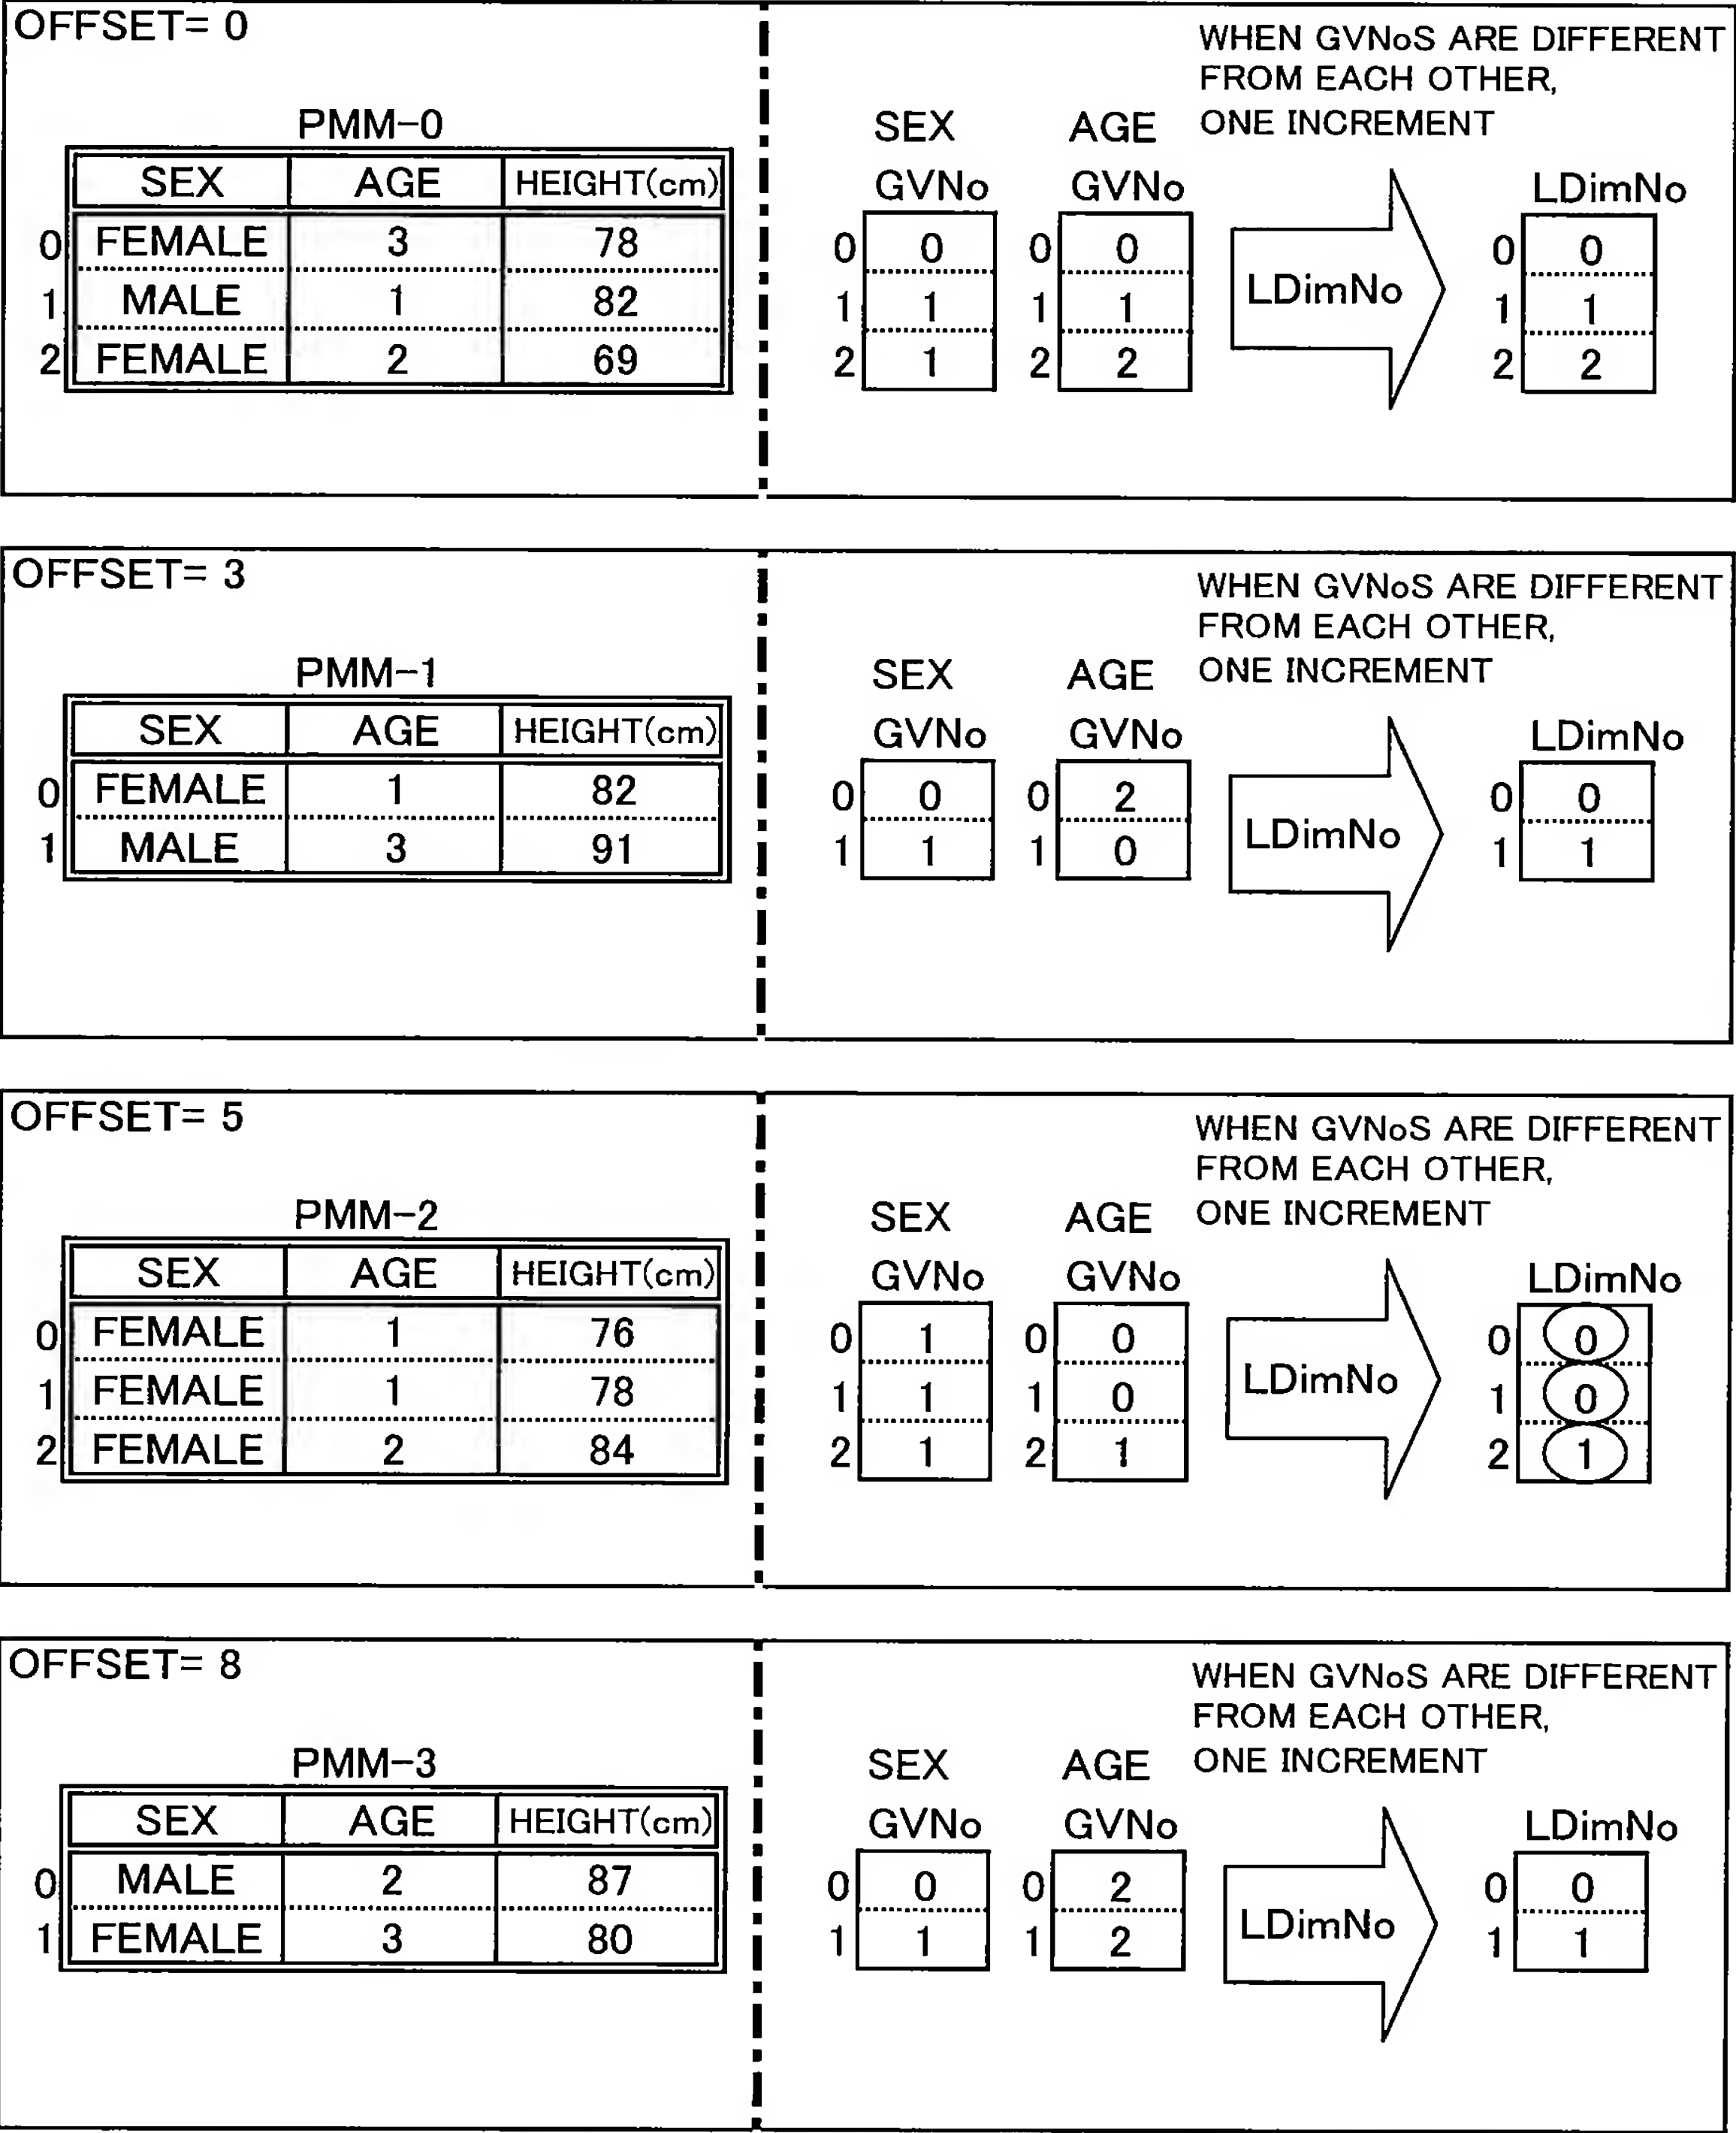 OFFSET= 0
WHEN GVNoS ARE DIFFERENT
FROM EACH OTHER,
ONE INCREMENT
PMM-0
SEX AGE HEIGHT(cm)
0 FEMALE 3 78
1 MALE 1 82
2 FEMALE 2 69
SEX AGE
GVNo GVNo LDimNo
0 0 0 0 0 0
1 1 1 1 LDimNo 1 1
2 1 2 2 2 2
OFFSET= 3
WHEN GVNoS ARE DIFFERENT
FROM EACH OTHER,
ONE INCREMENT
PMM-1
SEX AGE HEIGHT(cm)
0 FEMALE 1 82
1 MALE 3 91
SEX AGE
GVNo GVNo LDimNo
0 0 0 2 LDimNo 0 0
1 1 1 0 1 1
OFFSET= 5
WHEN GVNoS ARE DIFFERENT
FROM EACH OTHER,
ONE INCREMENT
PMM-2
SEX AGE HEIGHT(cm)
0 FEMALE 1 76
1 FEMALE 1 78
2 FEMALE 2 84
SEX AGE
GVNo GVNo LDimNo
0 1 0 0 0 0
1 1 1 0 LDimNo 1 0
2 1 2 1 2 1
OFFSET= 8
WHEN GVNoS ARE DIFFERENT
FROM EACH OTHER,
ONE INCREMENT
PMM-3
SEX AGE HEIGHT(cm)
0 MALE 2 87
1 FEMALE 3 80
SEX AGE
GVNo GVNo LDimNo
0 0 0 2 LDimNo 0 0
1 1 1 2 1 1